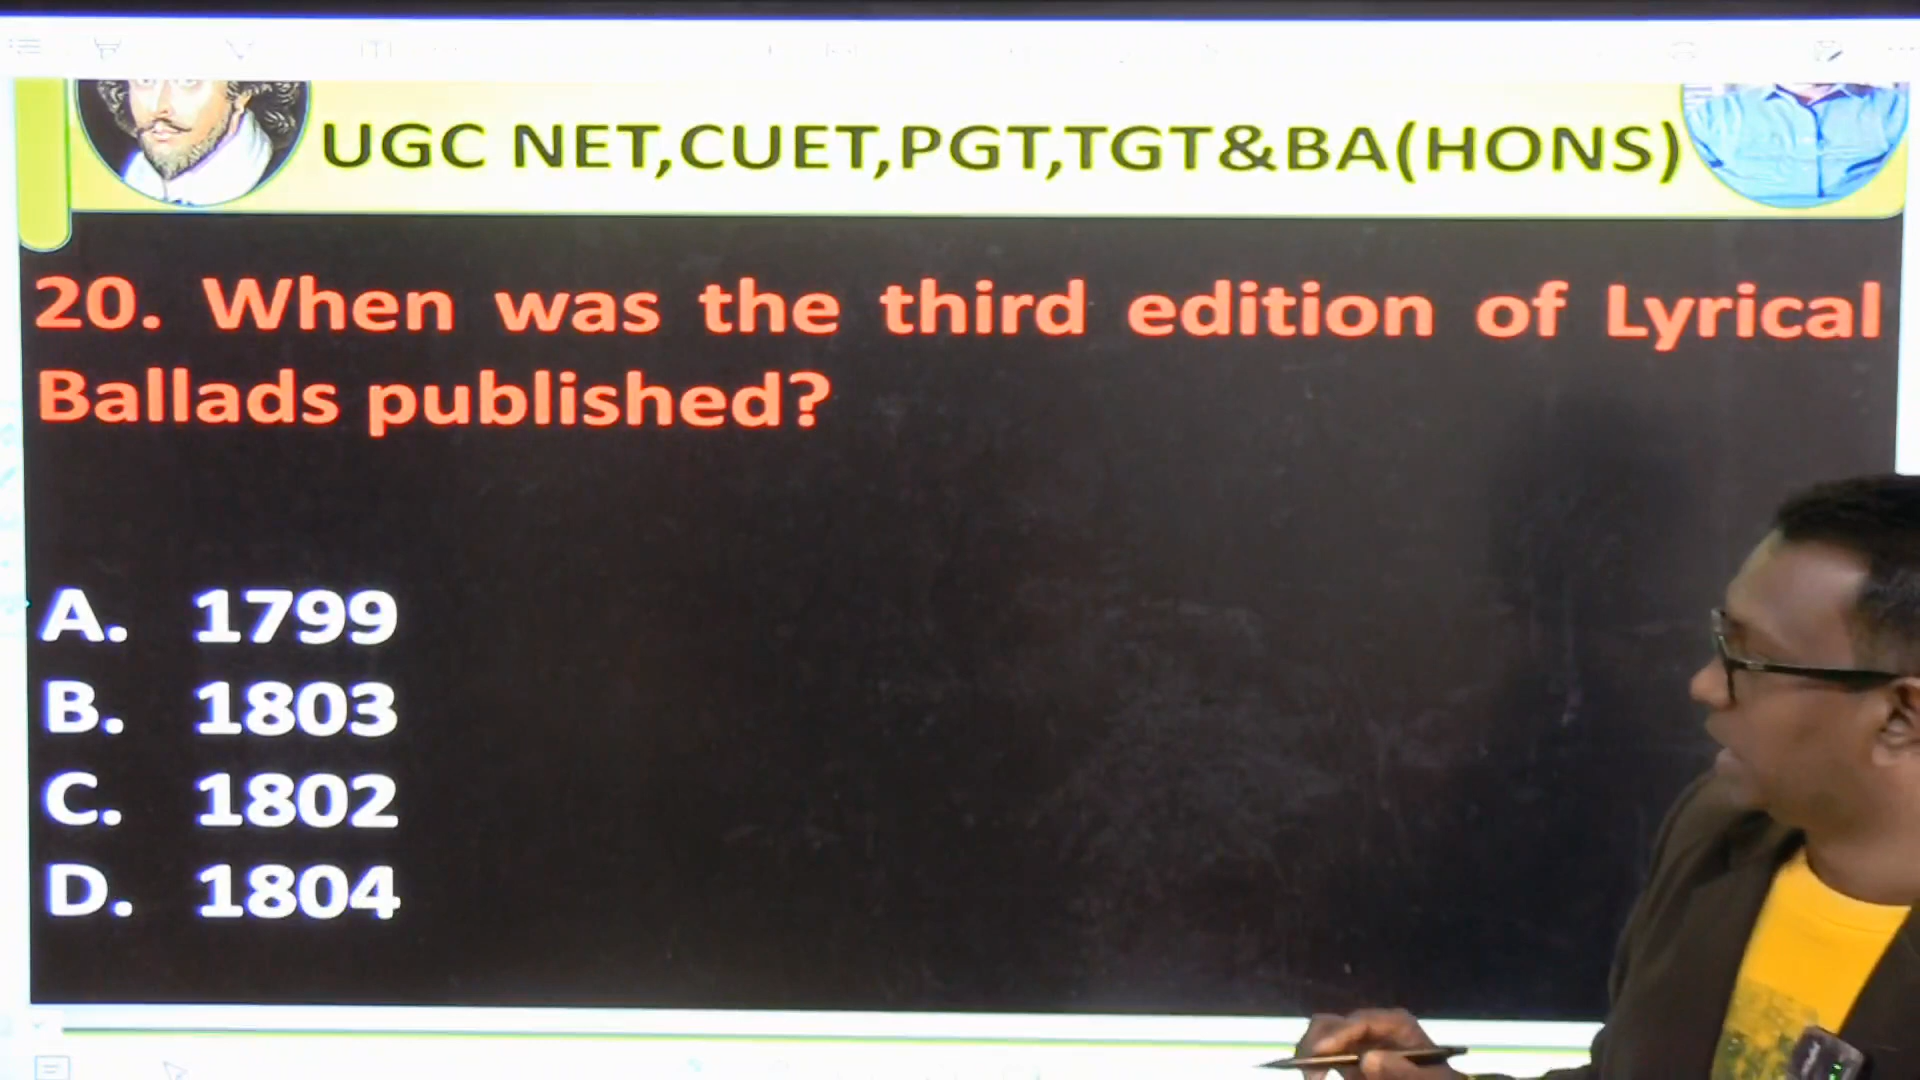 UGC NET,CUET,PGT,TGT&BA(HONS)
20. When was the third edition of Lyrical
Ballads published?
A. 1799
B. 1803
C. 1802
D. 1804